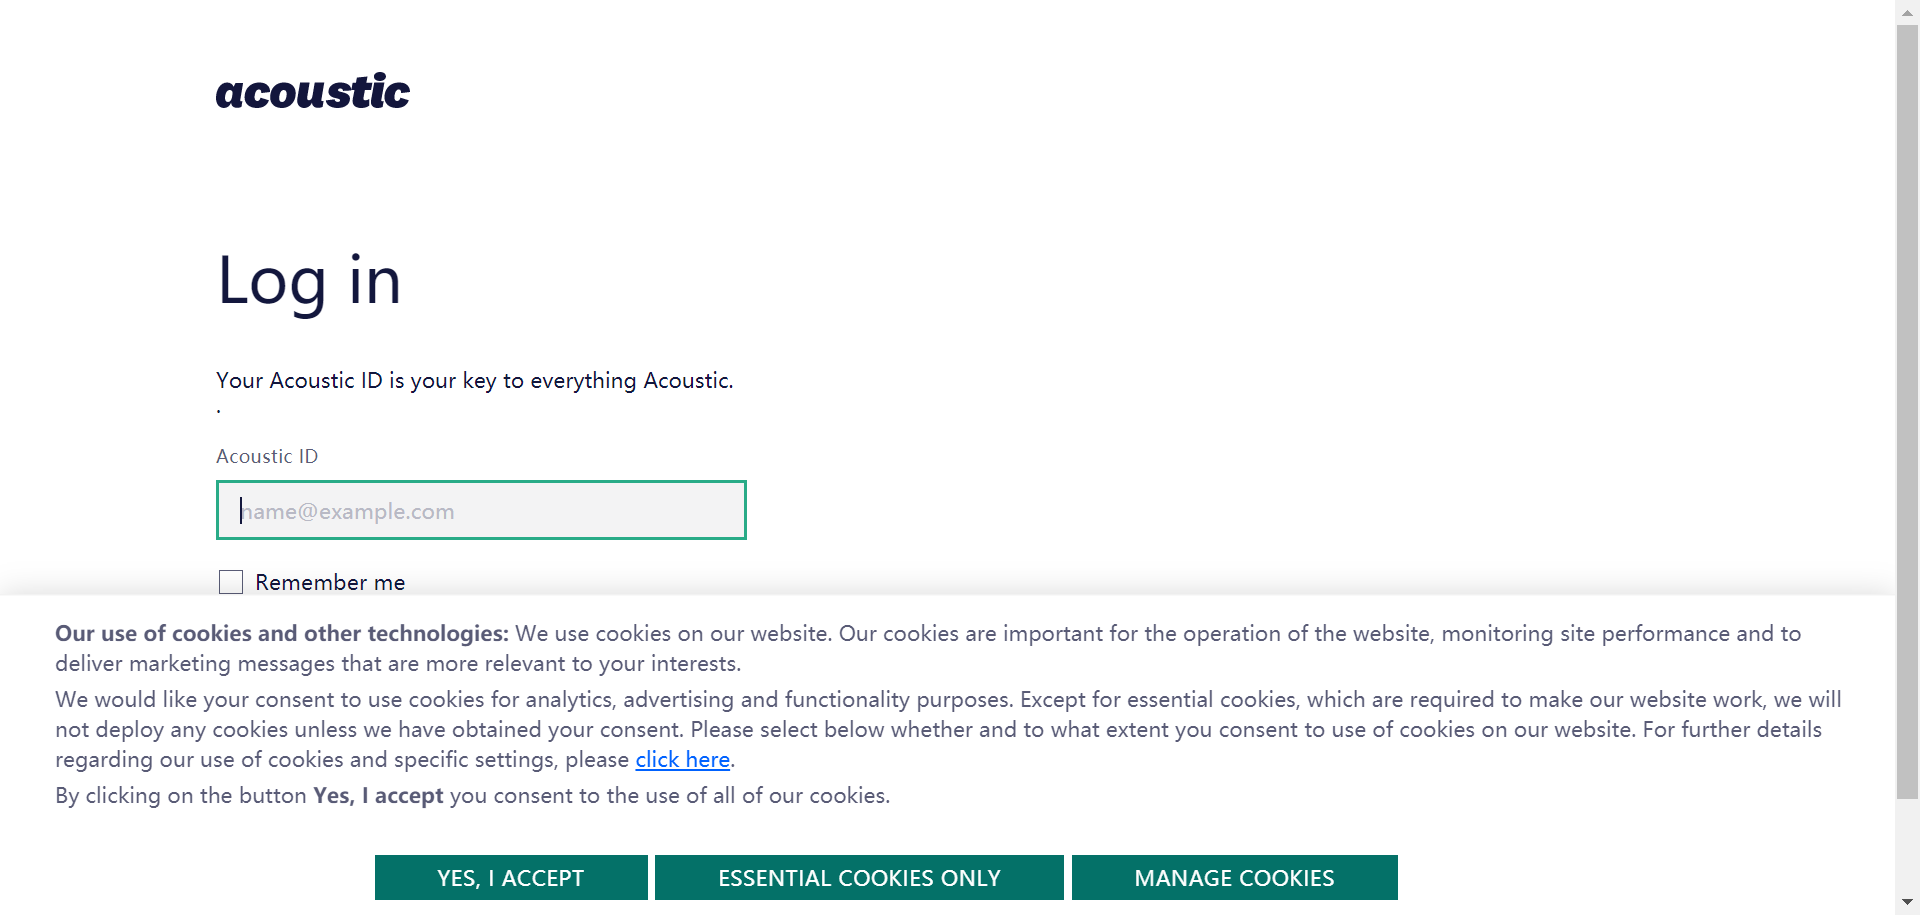 acoustic
Log in
Your Acoustic ID is your key to everything Acoustic.
.
Acoustic ID
name@example.com
Remember me
Our use of cookies and other technologies: We use cookies on our website. Our cookies are important for the operation of the website, monitoring site performance and to
deliver marketing messages that are more relevant to your interests.
We would like your consent to use cookies for analytics, advertising and functionality purposes. Except for essential cookies, which are required to make our website work, we will
not deploy any cookies unless we have obtained your consent. Please select below whether and to what extent you consent to use of cookies on our website. For further details
regarding our use of cookies and specific settings, please click here.
By clicking on the button Yes, I accept you consent to the use of all of our cookies.
YES, I ACCEPT
ESSENTIAL COOKIES ONLY
MANAGE COOKIES